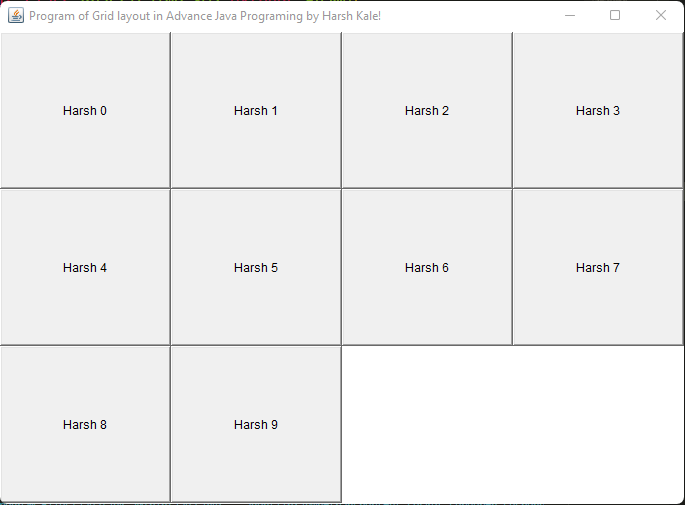 Program of Grid layout in Advance Java Programing by Harsh Kale!
Harsh 0
Harsh 1
Harsh 2
Harsh 3
Harsh 4
Harsh 5
Harsh 6
Harsh 7
Harsh 8
Harsh 9